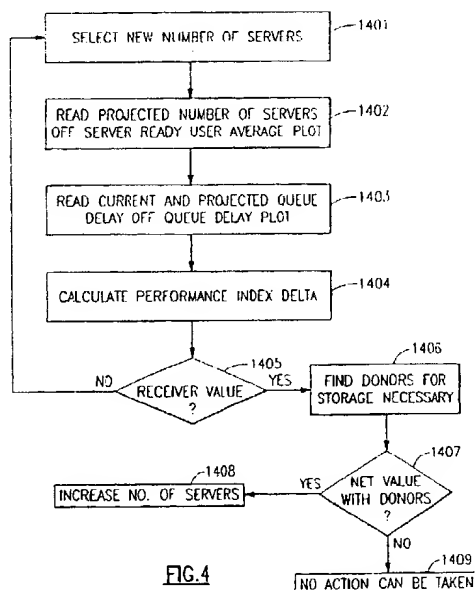 SELECT NEW NUMBER OF SERVERS
1401
READ PROJECTED NUMBER OF SERVERS
OFF SERVER READY USER AVERAGE PLOT
1402
READ CURRENT AND PROJECTED QUEUE
DELAY OFF QUEUE DELAY PLOT
1403
CALCULATE PERFORMANCE INDEX DELTA
1404
1405
NO
RECEIVER VALUE
?
YES
1406
FIND DONORS FOR
STORAGE NECESSARY
1407
NET VALUE
WITH DONORS
?
YES
1408
INCREASE NO. OF SERVERS
NO
1409
NO ACTION CAN BE TAKEN
FIG.4